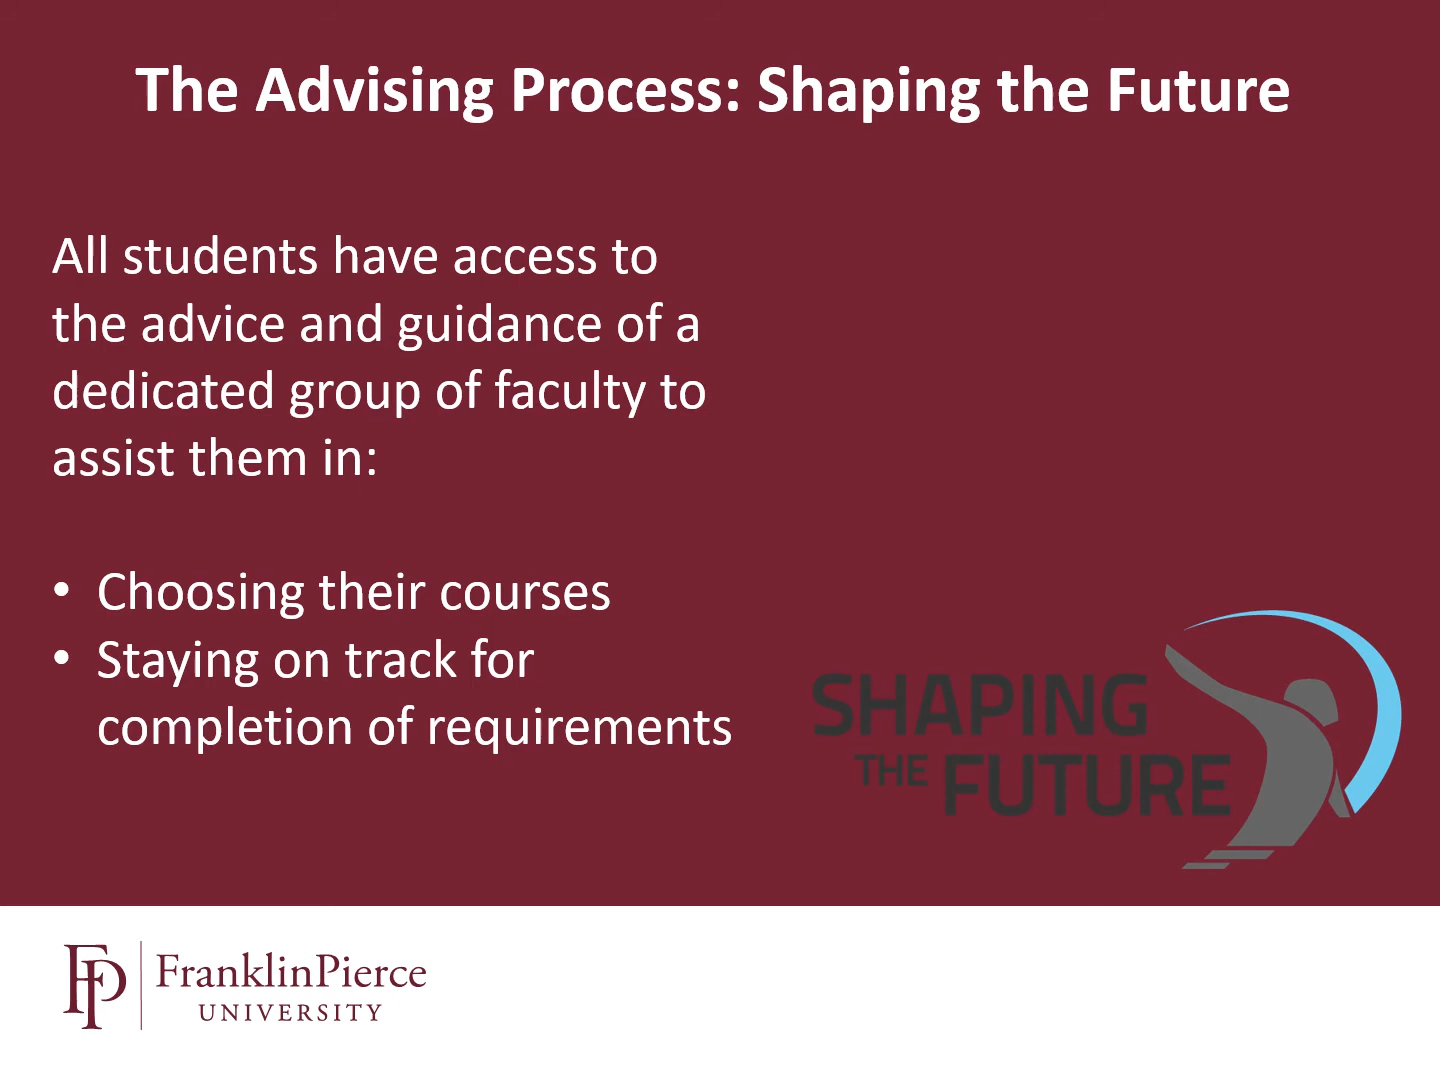 The Advising Process: Shaping the Future
All students have access to
the advice and guidance of a
dedicated group of faculty to
assist them in:
• Choosing their courses
• Staying on track for
completion of requirements
SHAPING
THE FUTURE
FP
FranklinPierce
UNIVERSITY